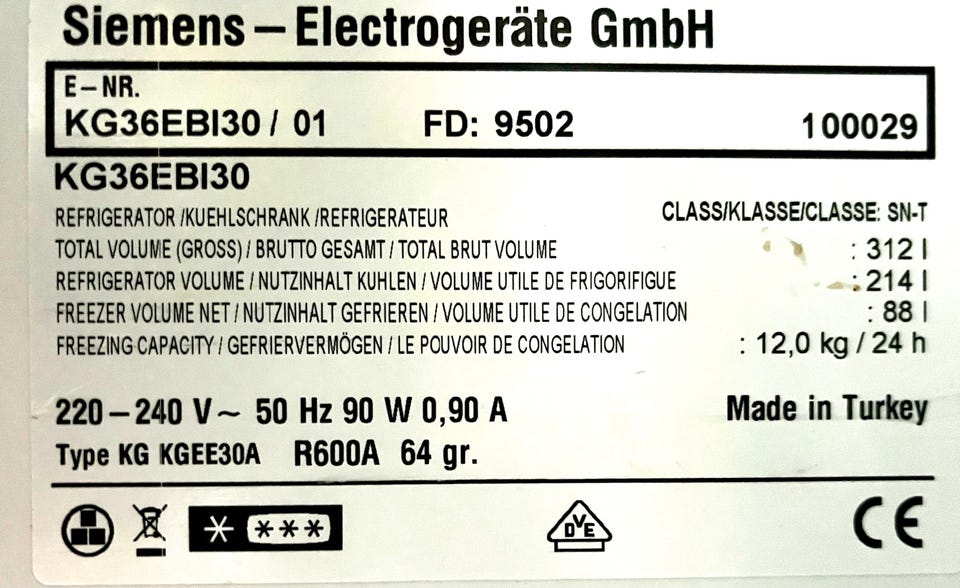 Siemens – Electrogeräte GmbH
E–NR.
KG36EBI30 / 01 FD: 9502 100029
KG36EBI30
REFRIGERATOR /KUEHLSCHRANK /REFRIGERATEUR CLASS/KLASSE/CLASSE: SN-T
TOTAL VOLUME (GROSS) / BRUTTO GESAMT / TOTAL BRUT VOLUME : 312 l
REFRIGERATOR VOLUME / NUTZINHALT KUHLEN / VOLUME UTILE DE FRIGORIFIGUE : 214 l
FREEZER VOLUME NET / NUTZINHALT GEFRIEREN / VOLUME UTILE DE CONGELATION : 88 l
FREEZING CAPACITY / GEFRIERVERMÖGEN / LE POUVOIR DE CONGELATION : 12,0 kg / 24 h
220 – 240 V ~ 50 Hz 90 W 0,90 A Made in Turkey
Type KG KGEE30A R600A 64 gr.
DVE CE